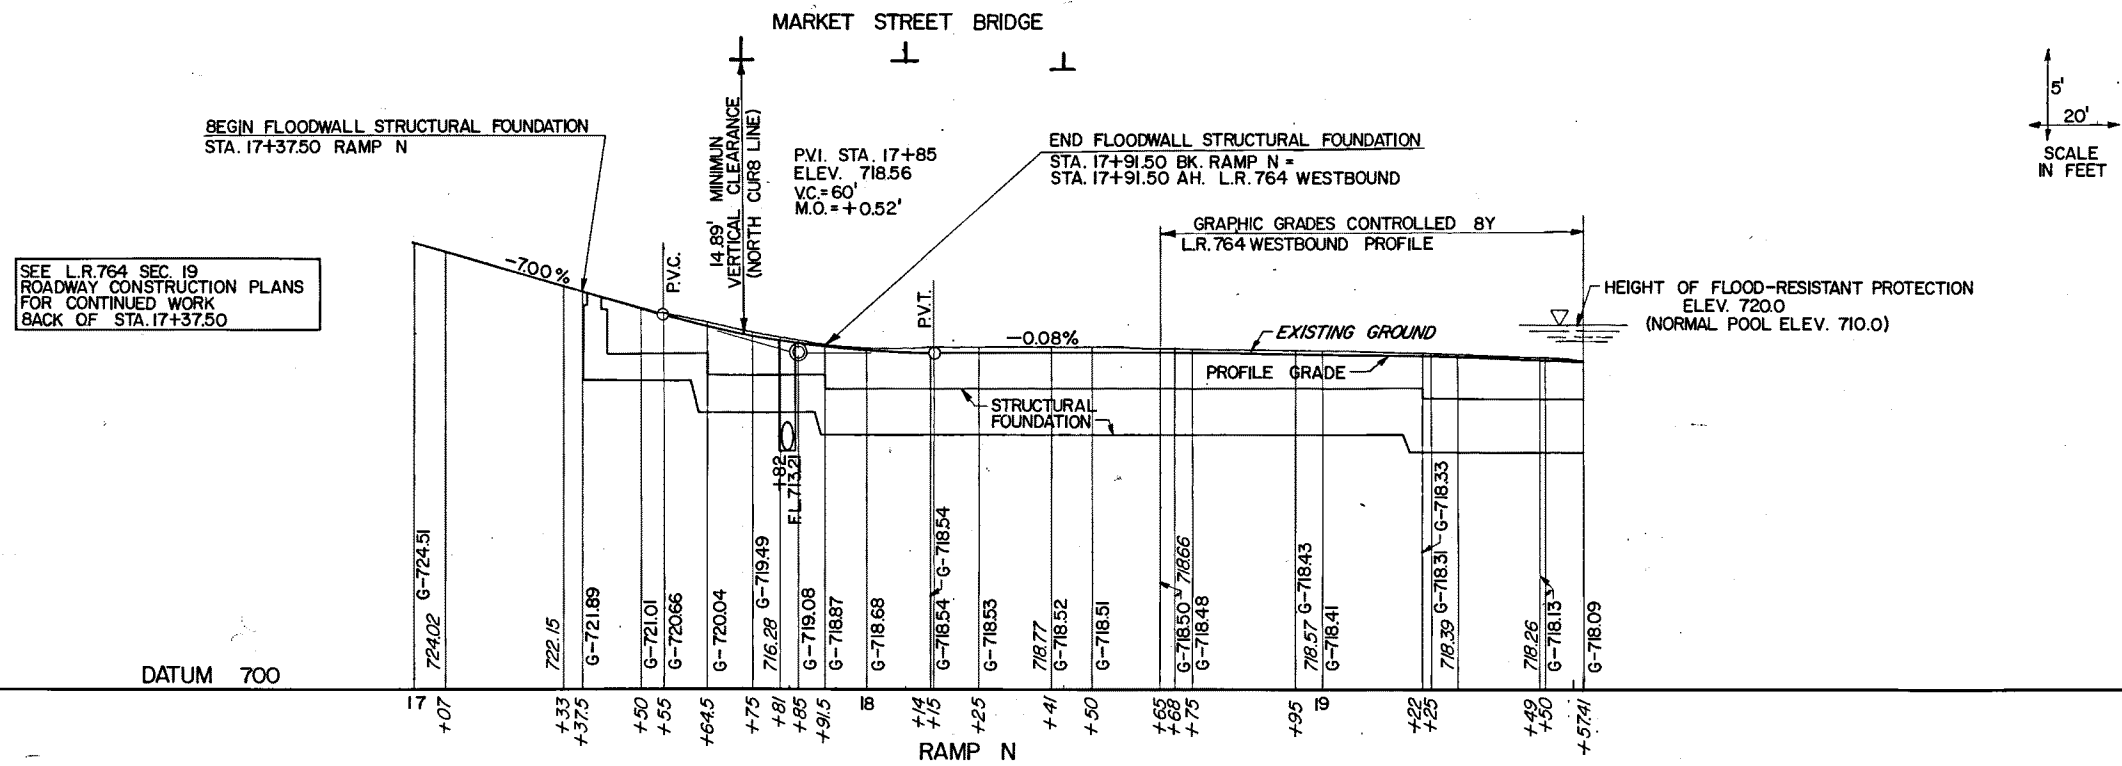 MARKET STREET BRIDGE
5'
20'
SCALE
IN FEET
BEGIN FLOODWALL STRUCTURAL FOUNDATION
STA. 17+37.50 RAMP N
14.89' MINIMUN
VERTICAL CLEARANCE
(NORTH CURB LINE)
P.V.I. STA. 17+85
ELEV. 718.56
V.C.=60'
M.O.=+0.52'
END FLOODWALL STRUCTURAL FOUNDATION
STA. 17+91.50 BK. RAMP N =
STA. 17+91.50 AH. L.R. 764 WESTBOUND
GRAPHIC GRADES CONTROLLED BY
L.R. 764 WESTBOUND PROFILE
SEE L.R. 764 SEC. 19
ROADWAY CONSTRUCTION PLANS
FOR CONTINUED WORK
BACK OF STA. 17+37.50
-7.00%
P.V.C.
P.V.T.
-0.08%
EXISTING GROUND
PROFILE GRADE
HEIGHT OF FLOOD-RESISTANT PROTECTION
ELEV. 720.0
(NORMAL POOL ELEV. 710.0)
STRUCTURAL
FOUNDATION
+82
F.L. 713.21
G-724.51
724.02
722.15
G-721.89
G-721.01
G-720.66
G-720.04
G-719.49
716.28
G-719.08
G-718.87
G-718.68
G-718.54
G-718.54
G-718.53
718.77
G-718.52
G-718.51
G-718.50
718.66
G-718.48
718.57
G-718.43
G-718.41
G-718.31
G-718.33
718.39
718.26
G-718.13
G-718.09
DATUM 700
17
+07
+33
+37.5
+50
+55
+64.5
+75
+81
+85
+91.5
18
+14
+15
+25
+41
+50
+65
+68
+75
+95
19
+22
+25
+49
+50
+57.41
RAMP N